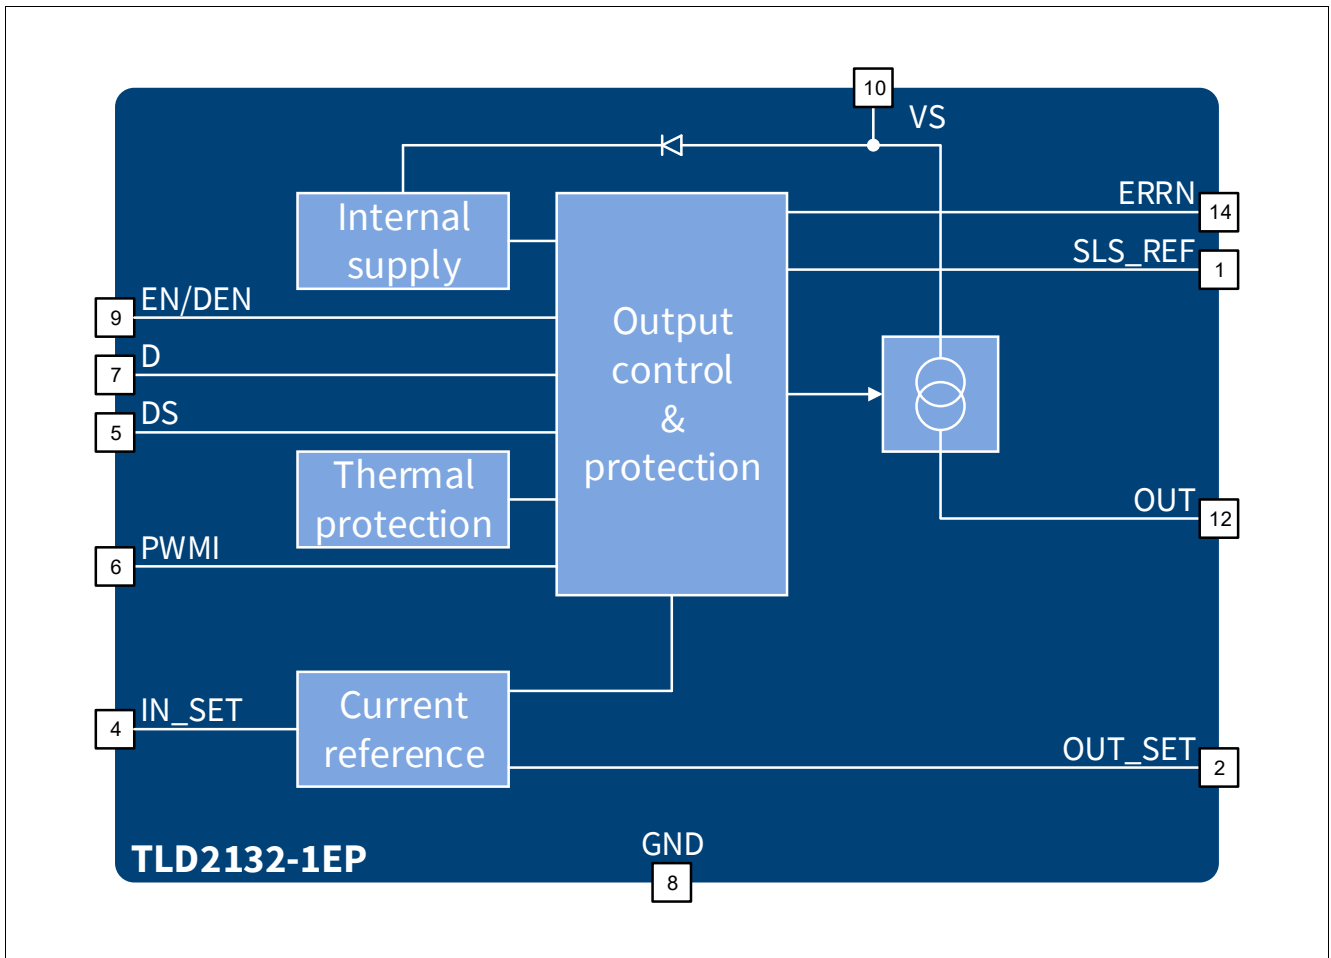 10
VS
ERRN
14
Internal
supply
SLS_REF
1
EN/DEN
9
Output
control
&
protection
D
7
DS
5
Thermal
protection
OUT
12
PWMI
6
IN_SET
4
Current
reference
OUT_SET
2
GND
8
TLD2132-1EP